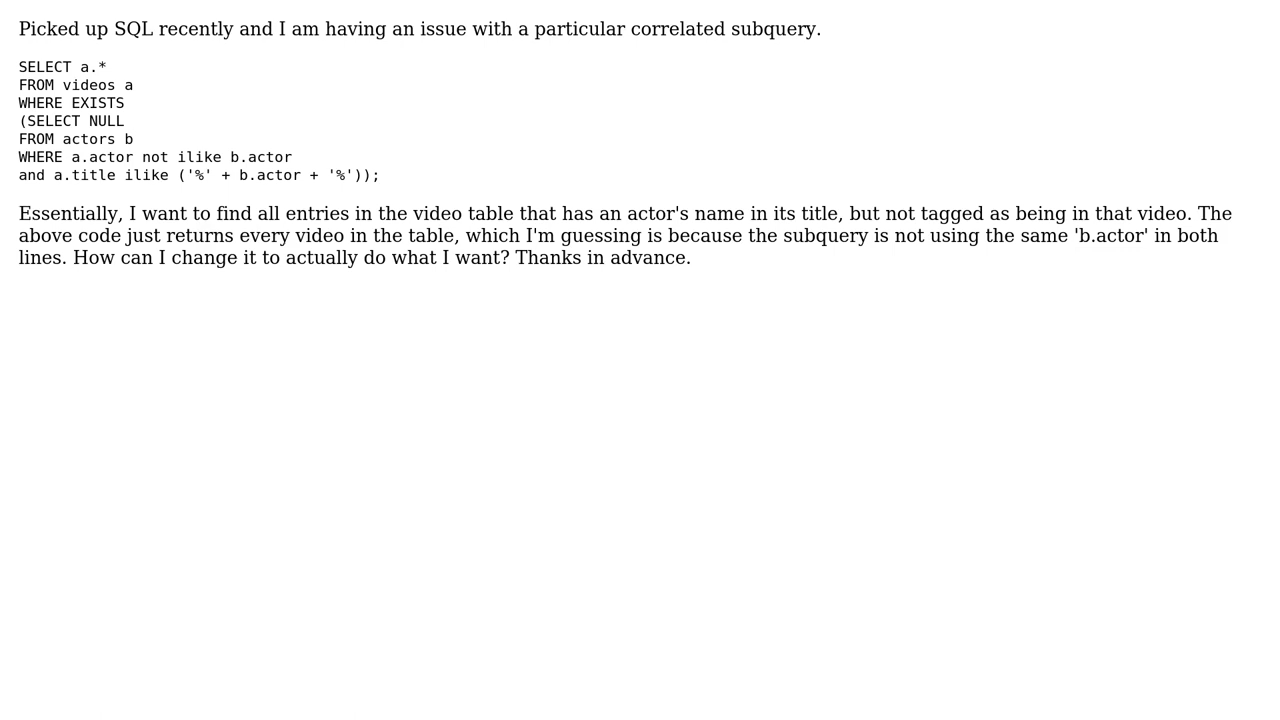 Picked up SQL recently and I am having an issue with a particular correlated subquery.
SELECT a.*
FROM videos a
WHERE EXISTS
(SELECT NULL
FROM actors b
WHERE a.actor not ilike b.actor
and a.title ilike ('%' + b.actor + '%'));
Essentially, I want to find all entries in the video table that has an actor's name in its title, but not tagged as being in that video. The
above code just returns every video in the table, which I'm guessing is because the subquery is not using the same 'b.actor' in both
lines. How can I change it to actually do what I want? Thanks in advance.